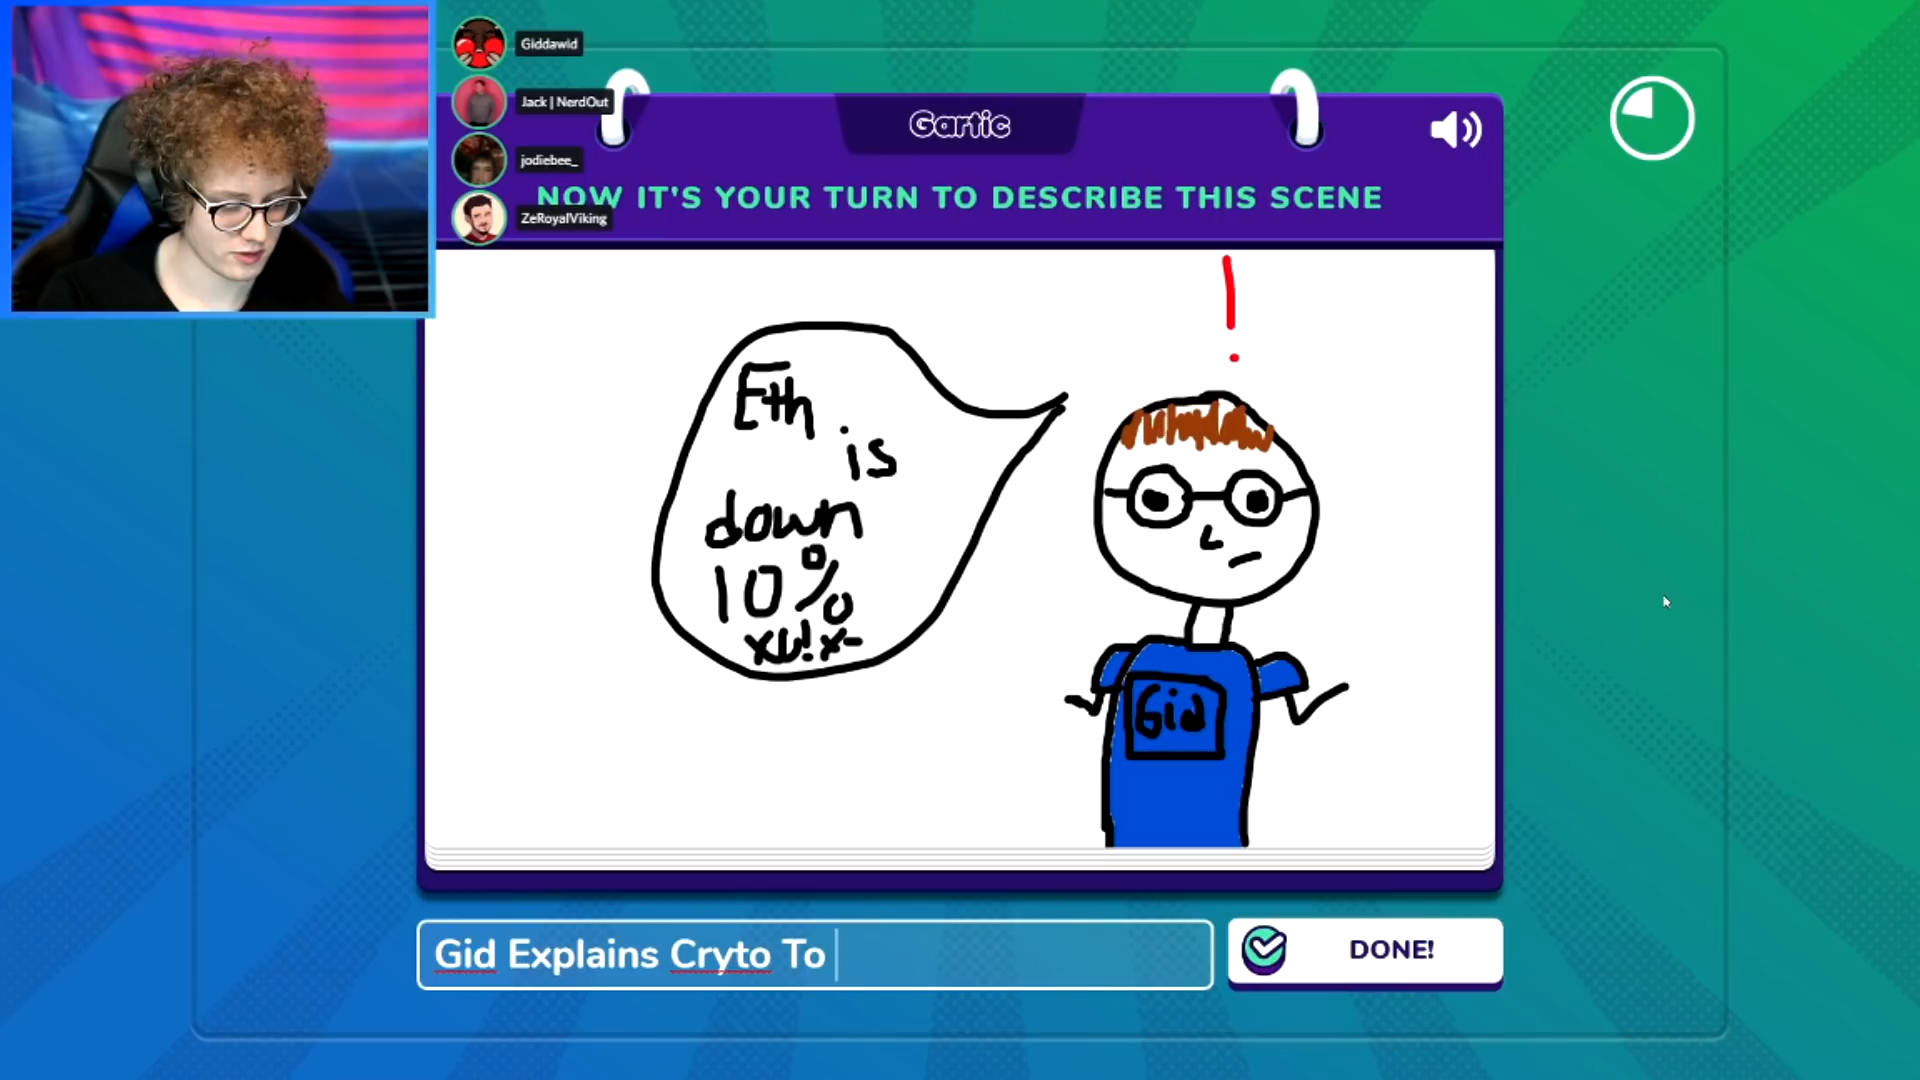 Giddawid
Jack | NerdOut
jodiebee_
ZeRoyalViking
Gartic
NOW IT'S YOUR TURN TO DESCRIBE THIS SCENE
!
Eth
is
down
10%
Gid
Gid Explains Cryto To
DONE!